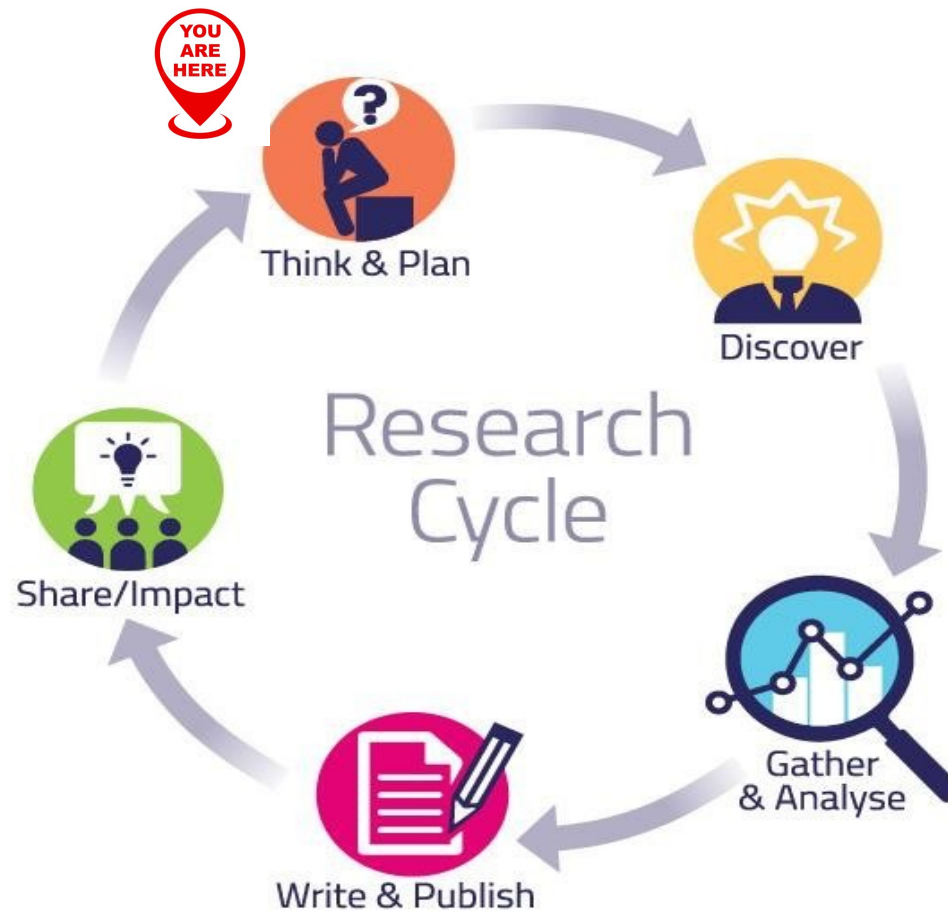 YOU
ARE
HERE
?
Think & Plan
Discover
Research
Cycle
Share/Impact
Gather
& Analyse
Write & Publish